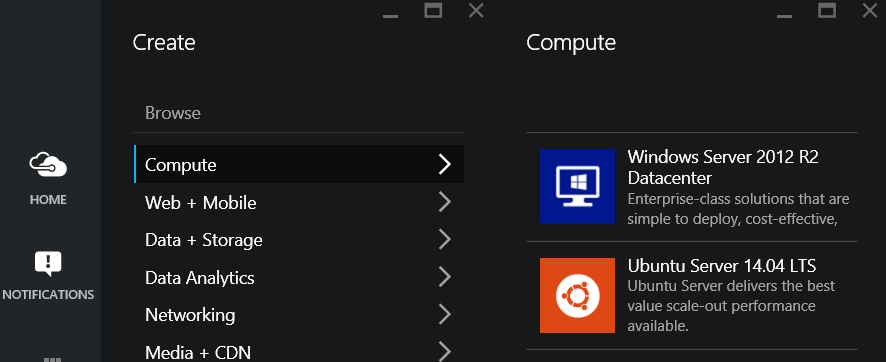 HOME
NOTIFICATIONS
Create
Browse
Compute
Web + Mobile
Data + Storage
Data Analytics
Networking
Media + CDN
Compute
Windows Server 2012 R2
Datacenter
Enterprise-class solutions that are
simple to deploy, cost-effective,
Ubuntu Server 14.04 LTS
Ubuntu Server delivers the best
value scale-out performance
available.